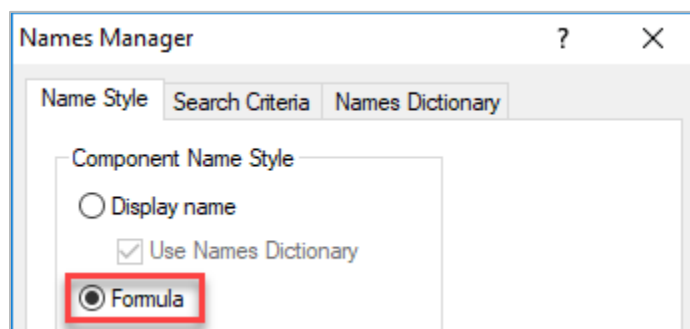 Names Manager ? ×
Name Style Search Criteria Names Dictionary
Component Name Style
Display name
Use Names Dictionary
Formula